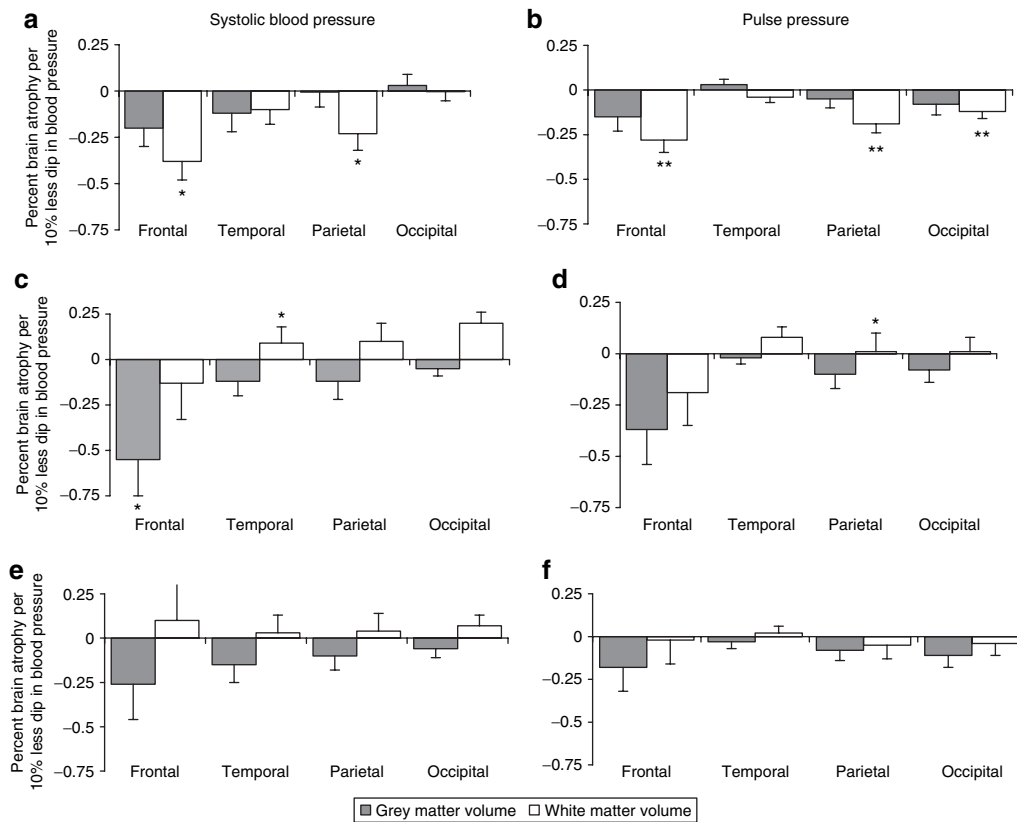 a Systolic blood pressure
b Pulse pressure
Percent brain atrophy per
10% less dip in blood pressure
0.25
0
−0.25
−0.5
−0.75
* *
Frontal Temporal Parietal Occipital
0.25
0
−0.25
−0.5
−0.75
** ** **
Frontal Temporal Parietal Occipital
c
Percent brain atrophy per
10% less dip in blood pressure
0.25
0
−0.25
−0.5
−0.75
* *
Frontal Temporal Parietal Occipital
d
0.25
0
−0.25
−0.5
−0.75
*
Frontal Temporal Parietal Occipital
e
Percent brain atrophy per
10% less dip in blood pressure
0.25
0
−0.25
−0.5
−0.75
Frontal Temporal Parietal Occipital
f
0.25
0
−0.25
−0.5
−0.75
Frontal Temporal Parietal Occipital
Grey matter volume White matter volume